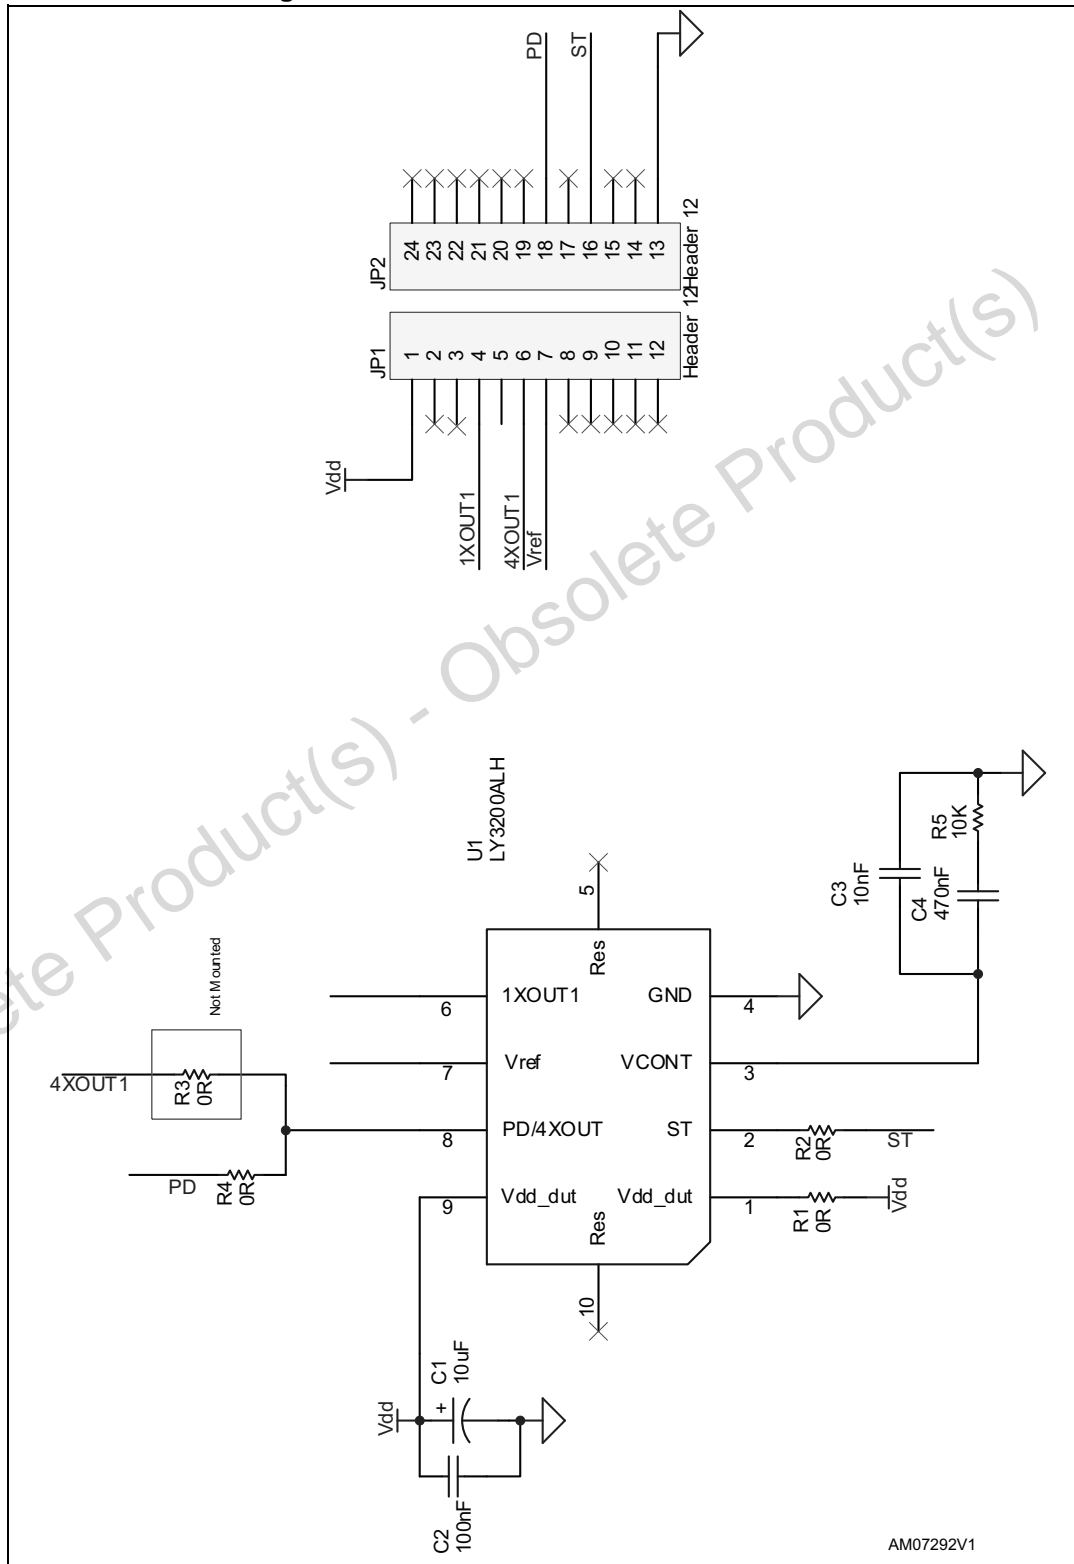 PD
ST
JP2
24
23
22
21
20
19
18
17
16
15
14
13
Header 12
JP1
1
2
3
4
5
6
7
8
9
10
11
12
Header 12
Vdd
1XOUT1
4XOUT1
Vref
Obsolete Product(s) - Obsolete Product(s)
U1
LY3200ALH
5
Res
C3
10nF
C4
470nF
R5
10K
Not Mounted
4XOUT1
R3
0R
PD
R4
0R
6
1XOUT1
GND
4
7
Vref
VCONT
3
8
PD/4XOUT
ST
2
R2
0R
ST
9
Vdd_dut
Vdd_dut
1
R1
0R
Vdd
Res
10
Vdd
C1
10uF
+
C2
100nF
AM07292V1